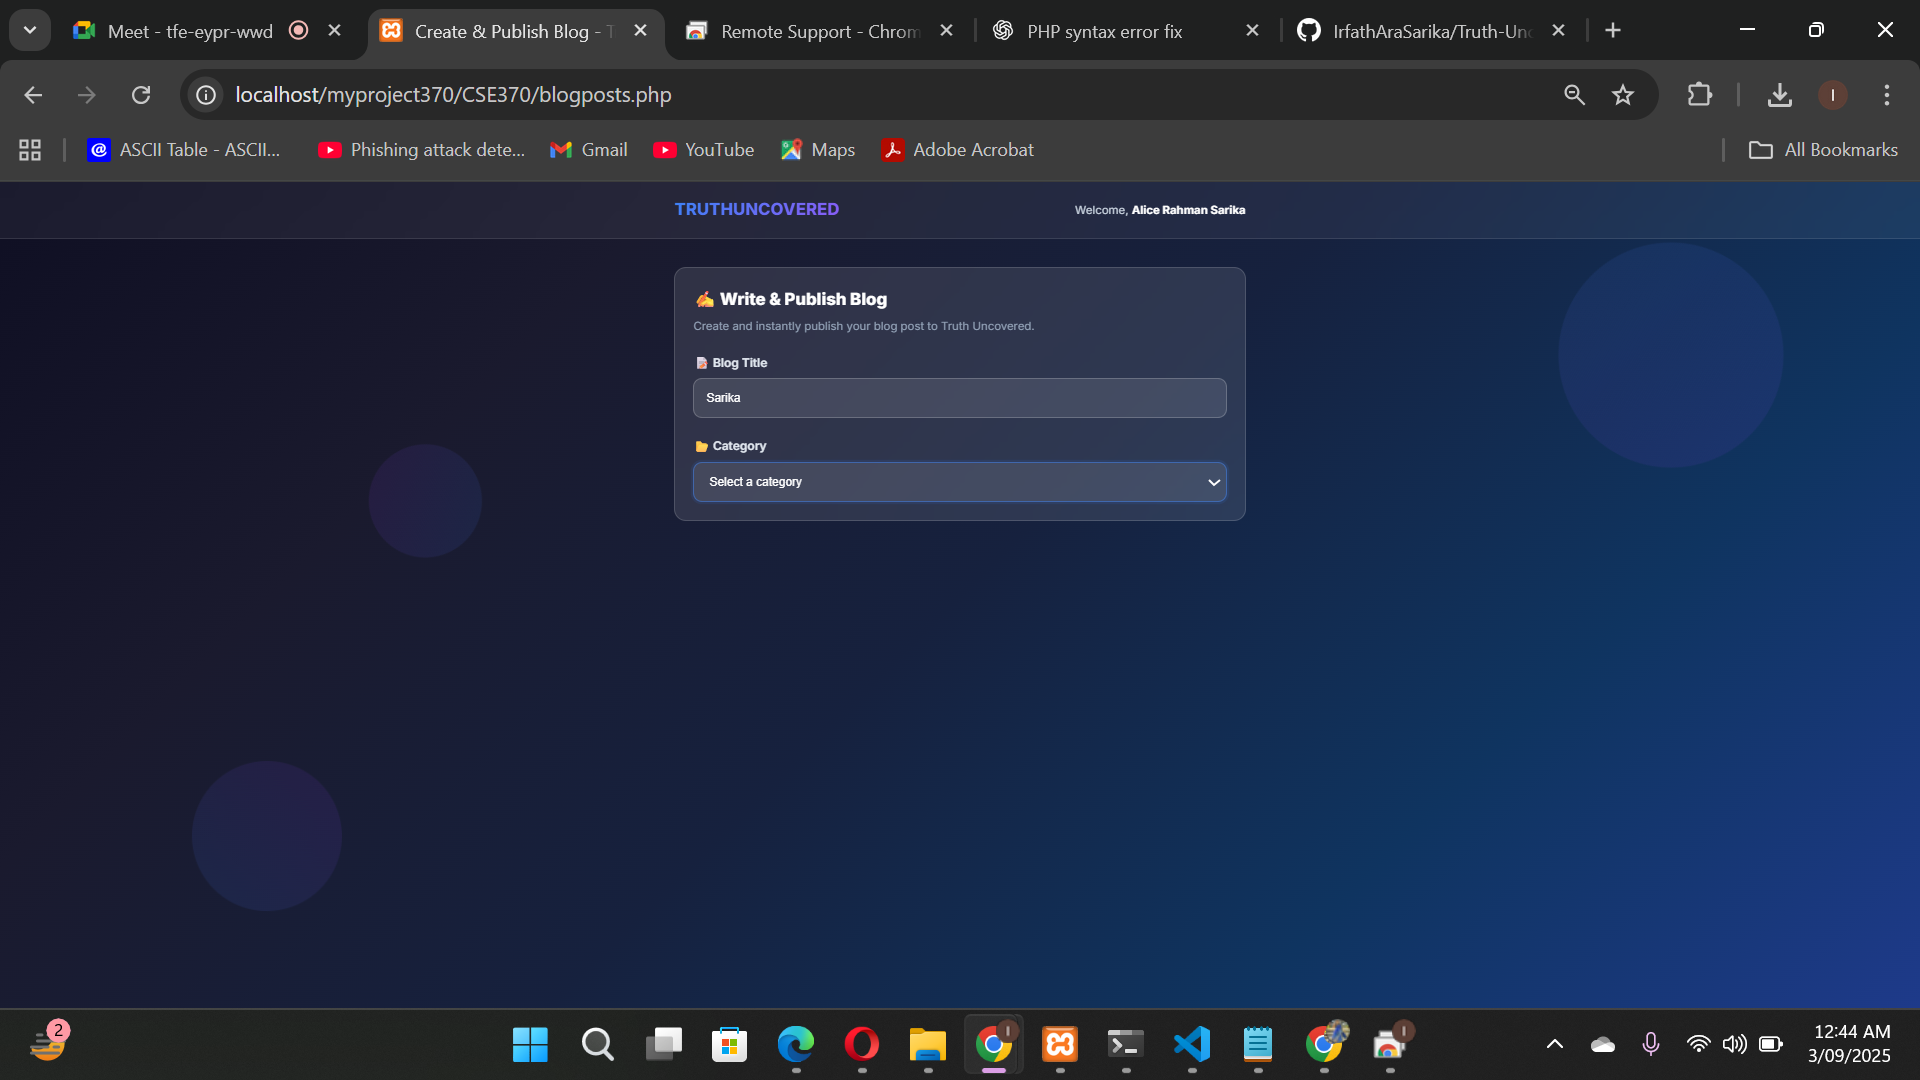 Meet - tfe-eypr-wwd
Create & Publish Blog - T
Remote Support - Chrom
PHP syntax error fix
IrfathAraSarika/Truth-Unc
localhost/myproject370/CSE370/blogposts.php
I
ASCII Table - ASCII...
Phishing attack dete...
Gmail
YouTube
Maps
Adobe Acrobat
All Bookmarks
TRUTHUNCOVERED
Welcome, Alice Rahman Sarika
✍️ Write & Publish Blog
Create and instantly publish your blog post to Truth Uncovered.
📝 Blog Title
Sarika
📂 Category
Select a category
2
12:44 AM
3/09/2025